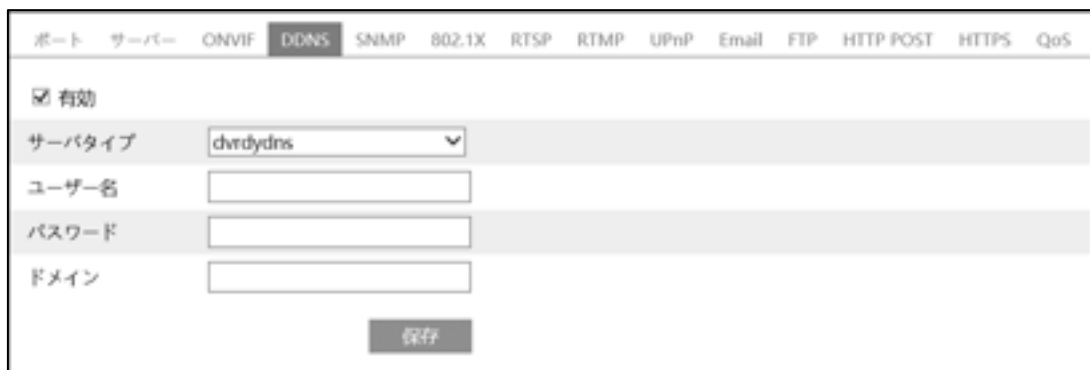 ポート サーバー ONVIF DDNS SNMP 802.1X RTSP RTMP UPnP Email FTP HTTP POST HTTPS QoS
有効
サーバタイプ dvrdydns
ユーザー名
パスワード
ドメイン
保存